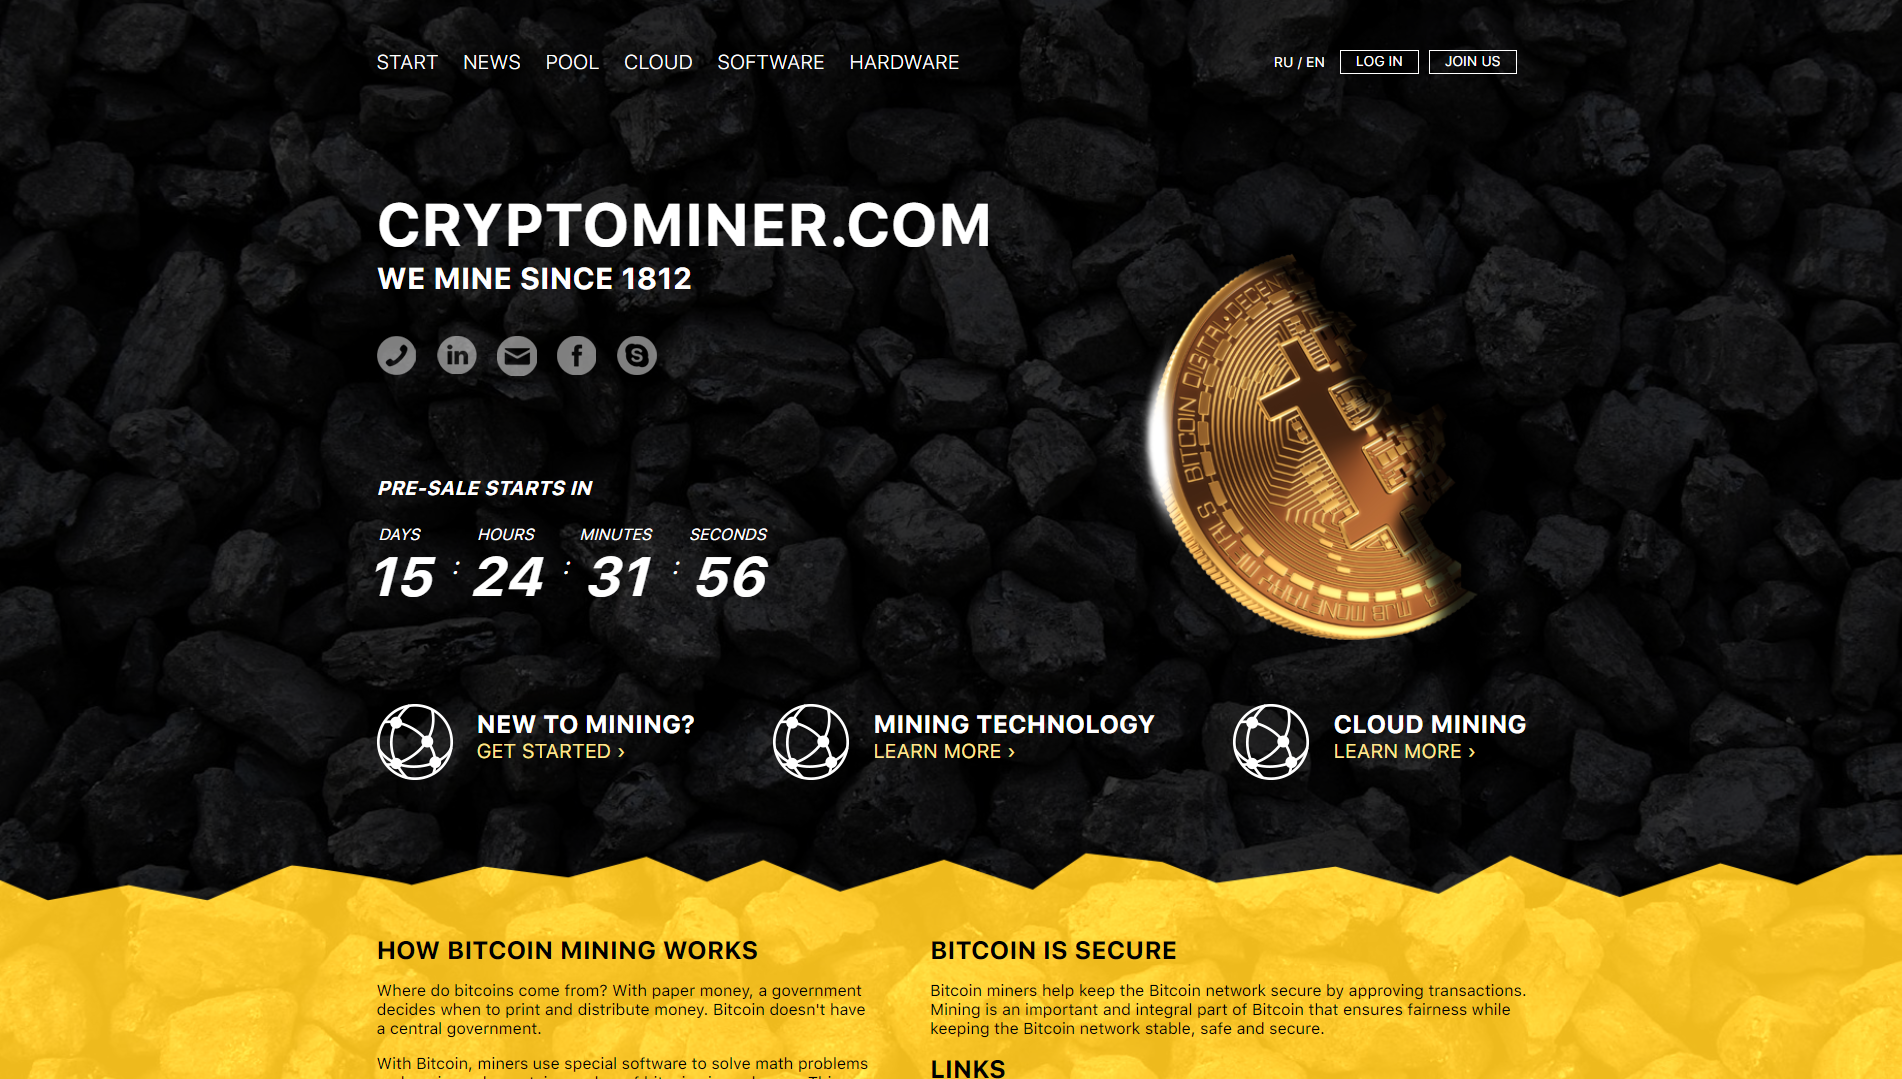 START NEWS POOL CLOUD SOFTWARE HARDWARE RU / EN LOG IN JOIN US
CRYPTOMINER.COM
WE MINE SINCE 1812
in f S
BITCOIN DIGITAL DECEN
METALS
PRE-SALE STARTS IN
DAYS HOURS MINUTES SECONDS
15 : 24 : 31 : 56
NEW TO MINING?
GET STARTED ›
MINING TECHNOLOGY
LEARN MORE ›
CLOUD MINING
LEARN MORE ›
HOW BITCOIN MINING WORKS
Where do bitcoins come from? With paper money, a government
decides when to print and distribute money. Bitcoin doesn't have
a central government.
With Bitcoin, miners use special software to solve math problems
BITCOIN IS SECURE
Bitcoin miners help keep the Bitcoin network secure by approving transactions.
Mining is an important and integral part of Bitcoin that ensures fairness while
keeping the Bitcoin network stable, safe and secure.
LINKS